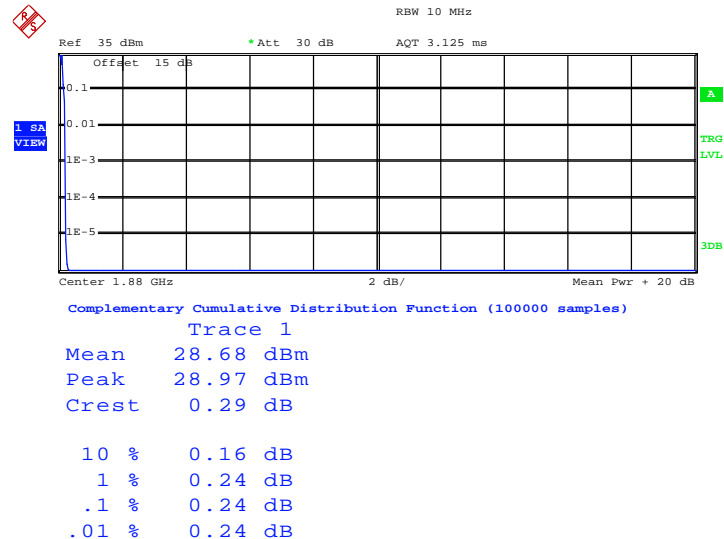 RBW 10 MHz
Ref 35 dBm *Att 30 dB AQT 3.125 ms
Offset 15 dB
0.1
A
0.01
1 SA
VIEW
TRG
LVL
1E-3
1E-4
1E-5
3DB
Center 1.88 GHz 2 dB/ Mean Pwr + 20 dB
Complementary Cumulative Distribution Function (100000 samples)
Trace 1
Mean 28.68 dBm
Peak 28.97 dBm
Crest 0.29 dB
10 % 0.16 dB
1 % 0.24 dB
.1 % 0.24 dB
.01 % 0.24 dB